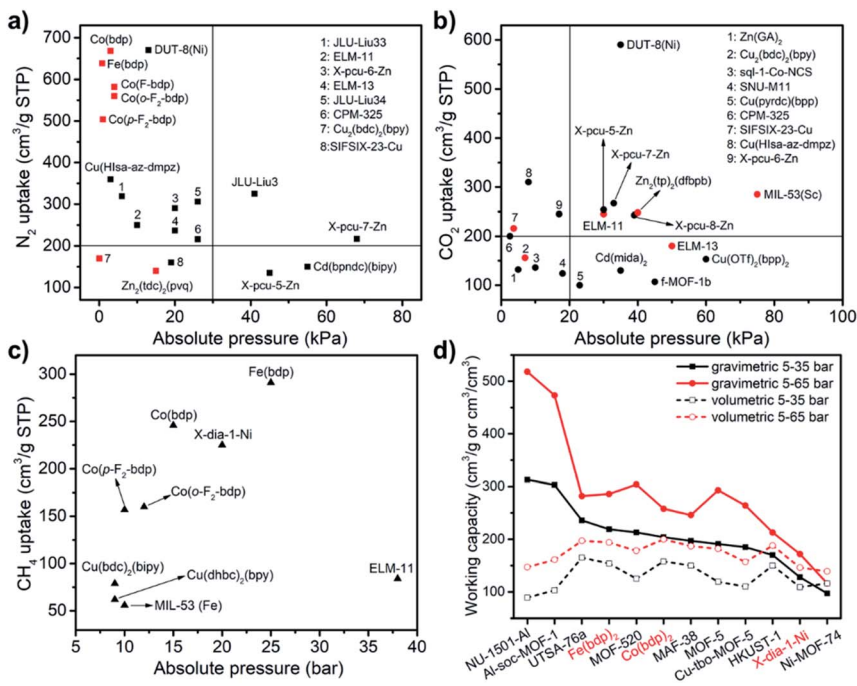 a)
N₂ uptake (cm³/g STP)
700
600
500
400
300
200
100
0
20
40
60
80
Absolute pressure (kPa)
Co(bdp)
DUT-8(Ni)
Fe(bdp)
Co(F-bdp)
Co(o-F₂-bdp)
Co(p-F₂-bdp)
Cu(HIsa-az-dmpz)
1
2
3
4
5
6
7
8
JLU-Liu3
X-pcu-7-Zn
Cd(bpndc)(bipy)
Zn₂(tdc)₂(pvq)
X-pcu-5-Zn
1: JLU-Liu33
2: ELM-11
3: X-pcu-6-Zn
4: ELM-13
5: JLU-Liu34
6: CPM-325
7: Cu₂(bdc)₂(bpy)
8:SIFSIX-23-Cu
b)
CO₂ uptake (cm³/g STP)
600
500
400
300
200
100
0
10
20
30
40
50
60
70
80
90
100
Absolute pressure (kPa)
DUT-8(Ni)
X-pcu-5-Zn
X-pcu-7-Zn
Zn₂(tp)₂(dfbpb)
MIL-53(Sc)
ELM-11
X-pcu-8-Zn
8
9
7
6
2
1
3
4
5
ELM-13
Cd(mida)₂)
Cu(OTf)₂(bpp)₂
f-MOF-1b
1: Zn(GA)₂
2: Cu₂(bdc)₂(bpy)
3: sql-1-Co-NCS
4: SNU-M11
5: Cu(pyrdc)(bpp)
6: CPM-325
7: SIFSIX-23-Cu
8: Cu(HIsa-az-dmpz)
9: X-pcu-6-Zn
c)
CH₄ uptake (cm³/g STP)
300
250
200
150
100
50
5
10
15
20
25
30
35
40
Absolute pressure (bar)
Fe(bdp)
Co(bdp)
X-dia-1-Ni
Co(p-F₂-bdp)
Co(o-F₂-bdp)
Cu(bdc)₂(bipy)
Cu(dhbc)₂(bpy)
ELM-11
MIL-53 (Fe)
d)
Working capacity (cm³/g or cm³/cm³)
500
400
300
200
100
gravimetric 5-35 bar
gravimetric 5-65 bar
volumetric 5-35 bar
volumetric 5-65 bar
NU-1501-Al
Al-soc-MOF-1
UTSA-76a
Fe(bdp)₂
MOF-520
Co(bdp)₂
MAF-38
MOF-5
Cu-tbo-MOF-5
HKUST-1
X-dia-1-Ni
Ni-MOF-74